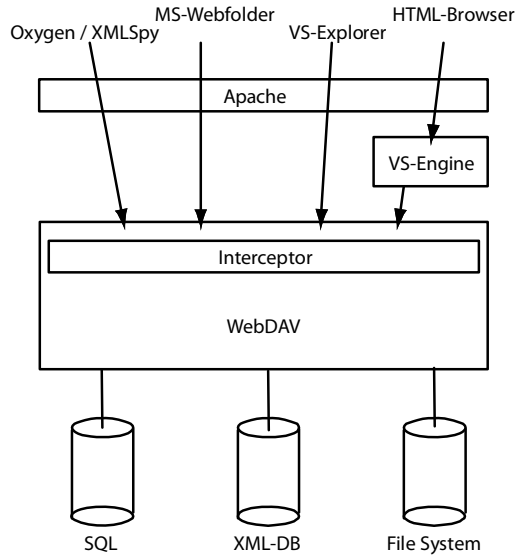 MS-Webfolder
HTML-Browser
Oxygen / XMLSpy
VS-Explorer
Apache
VS-Engine
Interceptor
WebDAV
SQL
XML-DB
File System